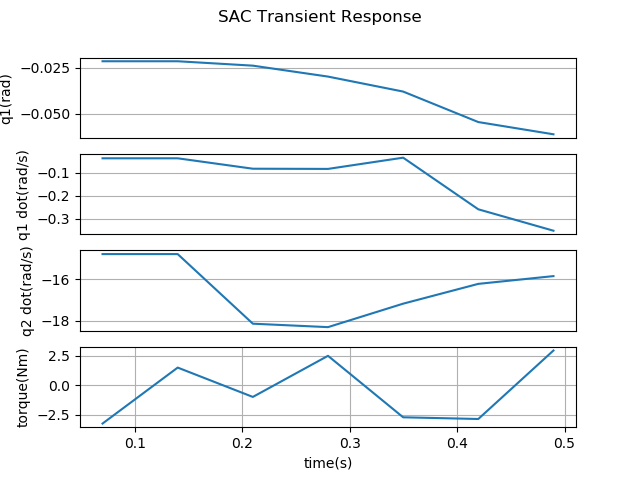 SAC Transient Response
−0.025
−0.050
q1(rad)
−0.1
−0.2
−0.3
q1 dot(rad/s)
−16
−18
q2 dot(rad/s)
2.5
0.0
−2.5
torque(Nm)
0.1 0.2 0.3 0.4 0.5
time(s)